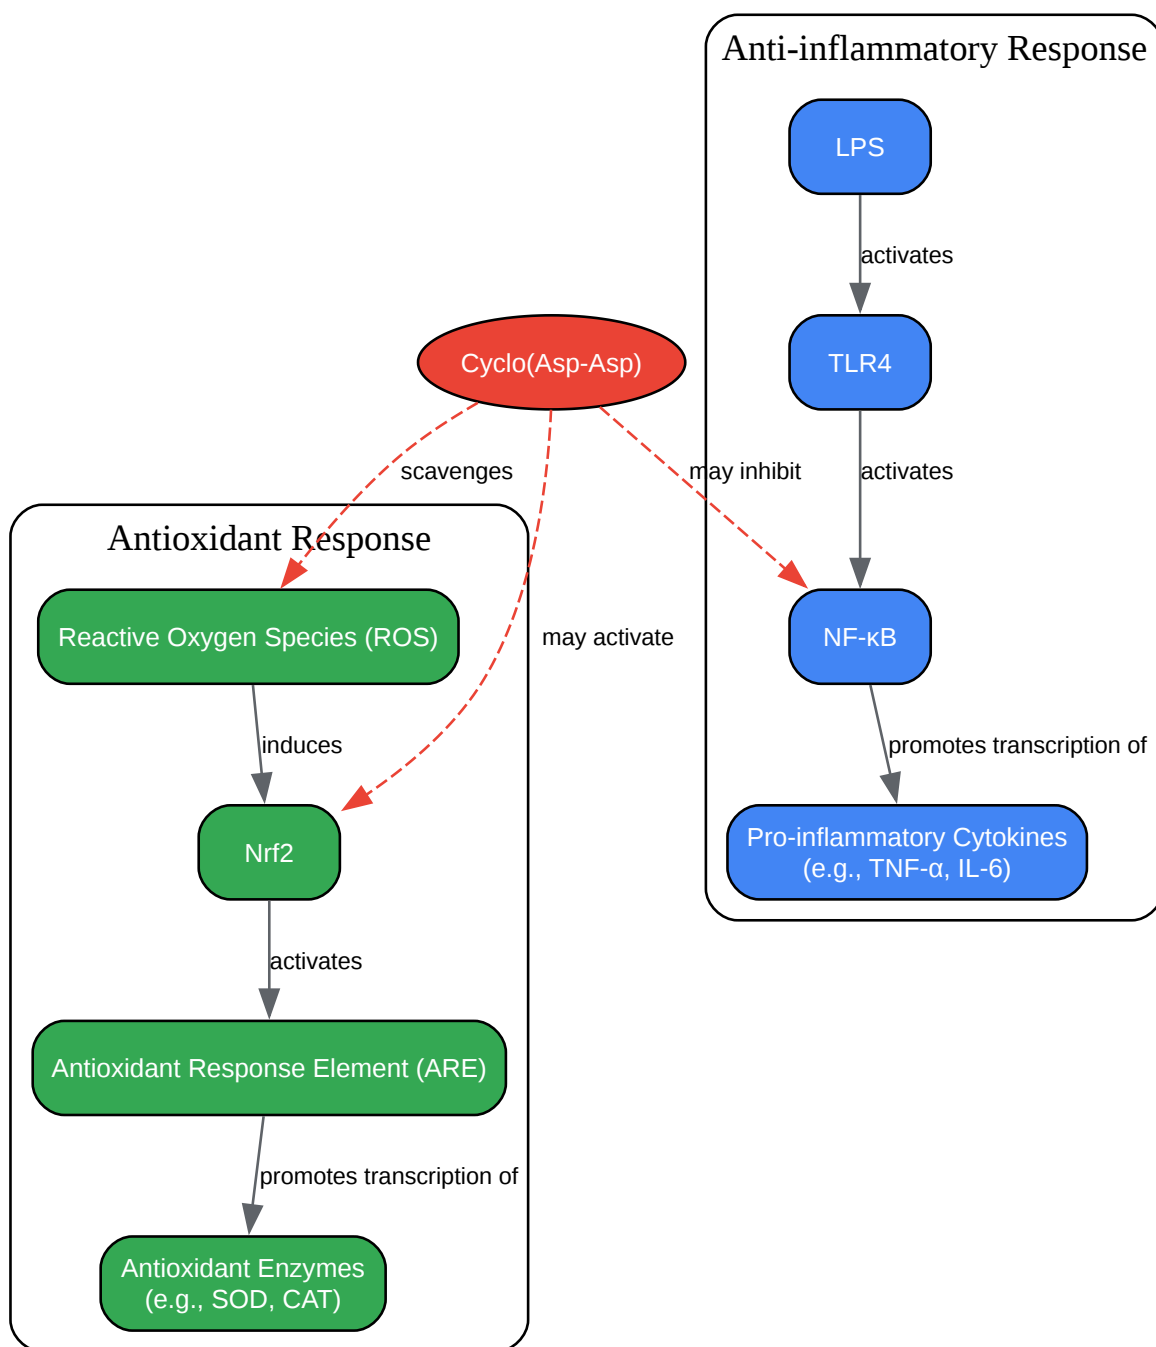 Anti-inflammatory Response
LPS
activates
TLR4
Cyclo(Asp-Asp)
scavenges
may inhibit
activates
Antioxidant Response
Reactive Oxygen Species (ROS)
may activate
NF-κB
induces
promotes transcription of
Nrf2
Pro-inflammatory Cytokines
(e.g., TNF-α, IL-6)
activates
Antioxidant Response Element (ARE)
promotes transcription of
Antioxidant Enzymes
(e.g., SOD, CAT)